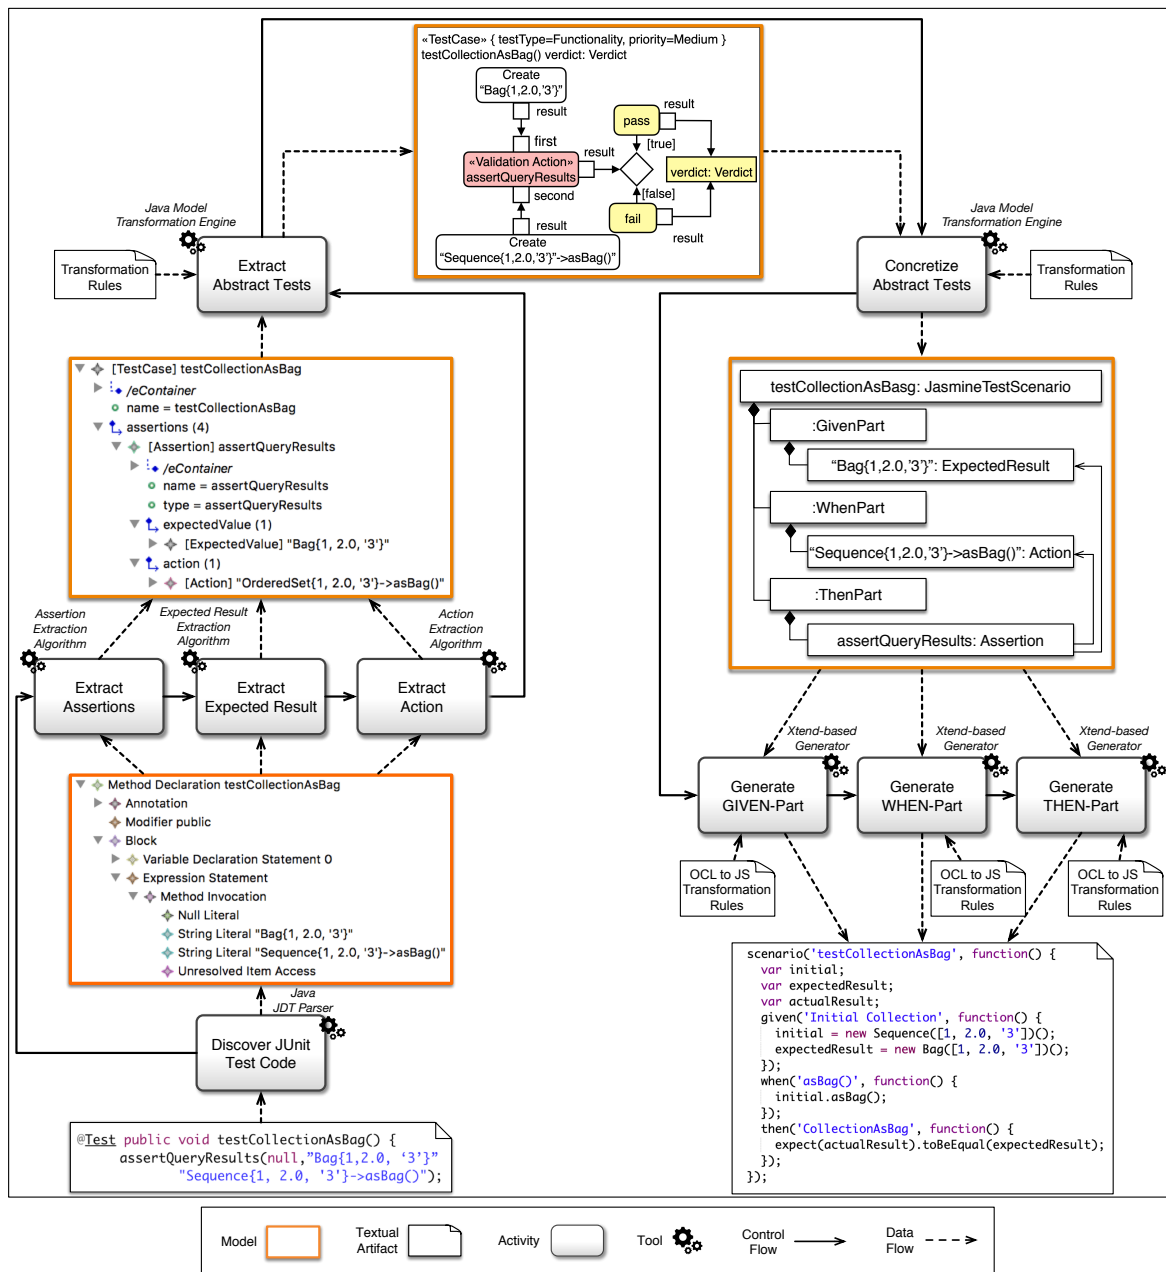 «TestCase» { testType=Functionality, priority=Medium }
testCollectionAsBag() verdict: Verdict
Create
“Bag{1,2.0,’3’}”
result
first
«Validation Action»
assertQueryResults
result
second
result
Create
“Sequence{1,2.0,’3’}”->asBag()”
pass
result
[true]
verdict: Verdict
[false]
fail
result
Java Model
Transformation Engine
Extract
Abstract Tests
Transformation
Rules
Java Model
Transformation Engine
Concretize
Abstract Tests
Transformation
Rules
[TestCase] testCollectionAsBag
/eContainer
name = testCollectionAsBag
assertions (4)
[Assertion] assertQueryResults
/eContainer
name = assertQueryResults
type = assertQueryResults
expectedValue (1)
[ExpectedValue] "Bag{1, 2.0, '3'}"
action (1)
[Action] "OrderedSet{1, 2.0, '3'}->asBag()"
testCollectionAsBasg: JasmineTestScenario
:GivenPart
“Bag{1,2.0,’3’}”: ExpectedResult
:WhenPart
“Sequence{1,2.0,’3’}->asBag()”: Action
:ThenPart
assertQueryResults: Assertion
Assertion
Extraction
Algorithm
Expected Result
Extraction
Algorithm
Action
Extraction
Algorithm
Extract
Assertions
Extract
Expected Result
Extract
Action
Xtend-based
Generator
Xtend-based
Generator
Xtend-based
Generator
Generate
GIVEN-Part
Generate
WHEN-Part
Generate
THEN-Part
OCL to JS
Transformation
Rules
OCL to JS
Transformation
Rules
OCL to JS
Transformation
Rules
Method Declaration testCollectionAsBag
Annotation
Modifier public
Block
Variable Declaration Statement 0
Expression Statement
Method Invocation
Null Literal
String Literal "Bag{1, 2.0, '3'}"
String Literal "Sequence{1, 2.0, '3'}->asBag()"
Unresolved Item Access
Java
JDT Parser
Discover JUnit
Test Code
@Test public void testCollectionAsBag() {
assertQueryResults(null,”Bag{1,2.0, ‘3’}”
"Sequence{1, 2.0, '3'}->asBag()");
scenario('testCollectionAsBag', function() {
var initial;
var expectedResult;
var actualResult;
given('Initial Collection', function() {
initial = new Sequence([1, 2.0, '3'])();
expectedResult = new Bag([1, 2.0, '3'])();
});
when('asBag()', function() {
initial.asBag();
});
then('CollectionAsBag', function() {
expect(actualResult).toBeEqual(expectedResult);
});
});
Model
Textual
Artifact
Activity
Tool
Control
Flow
Data
Flow